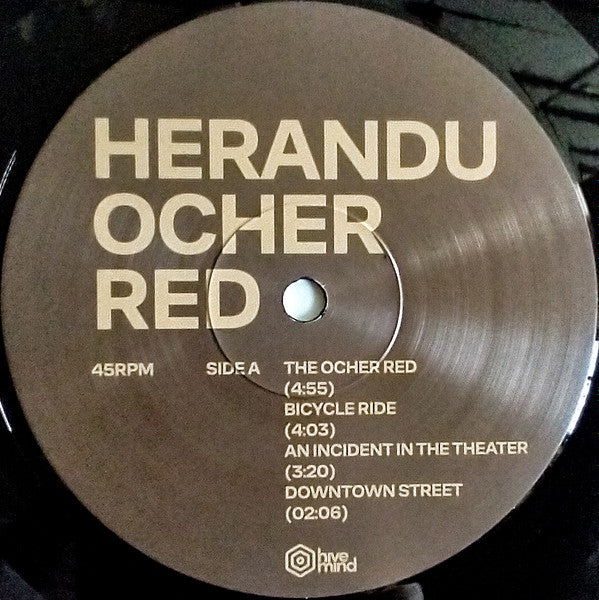 HERANDU
OCHER
RED
45RPM SIDE A THE OCHER RED
(4:55)
BICYCLE RIDE
(4:03)
AN INCIDENT IN THE THEATER
(3:20)
DOWNTOWN STREET
(02:06)
hive
mind